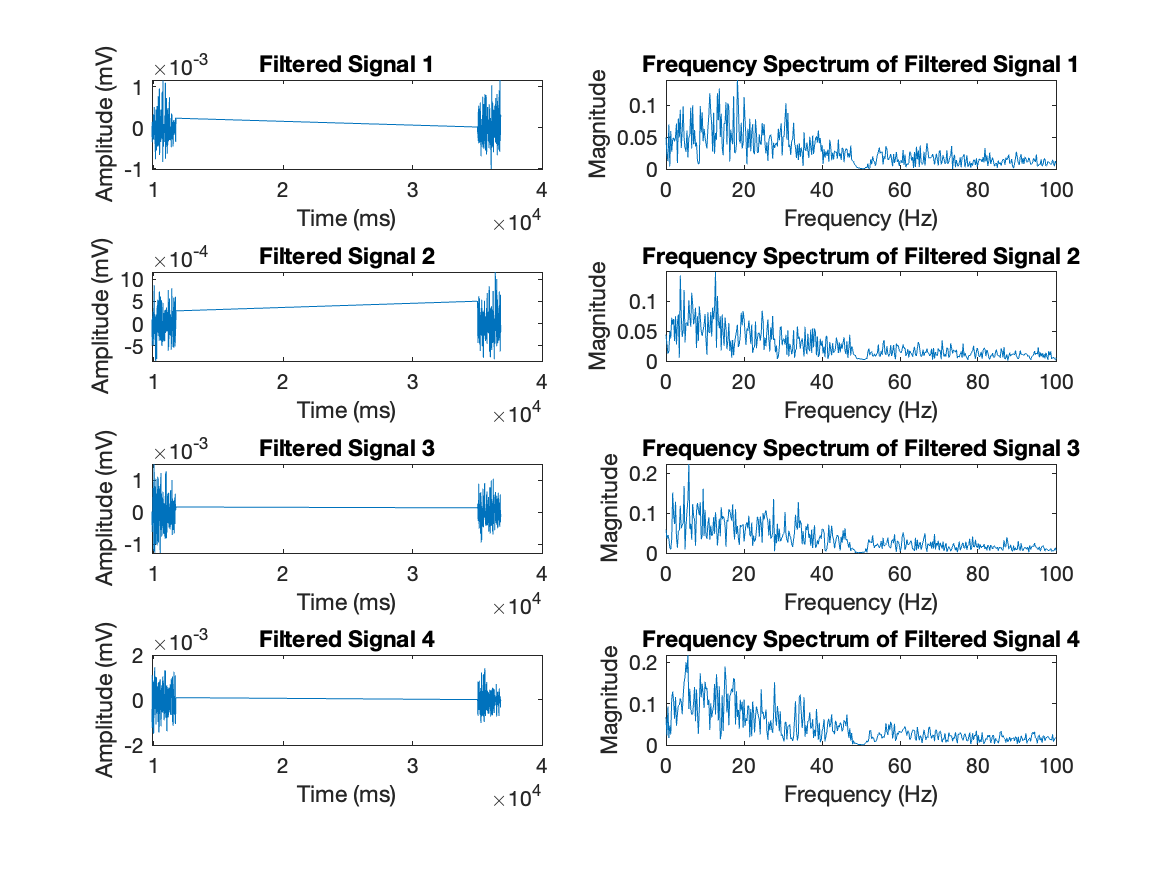 Filtered Signal 1
×10-3
Amplitude (mV)
1
0
-1
1 2 3 4
Time (ms)
×104
Frequency Spectrum of Filtered Signal 1
Magnitude
0.1
0.05
0
0 20 40 60 80 100
Frequency (Hz)
Filtered Signal 2
×10-4
Amplitude (mV)
10
5
0
-5
1 2 3 4
Time (ms)
×104
Frequency Spectrum of Filtered Signal 2
Magnitude
0.1
0.05
0
0 20 40 60 80 100
Frequency (Hz)
Filtered Signal 3
×10-3
Amplitude (mV)
1
0
-1
1 2 3 4
Time (ms)
×104
Frequency Spectrum of Filtered Signal 3
Magnitude
0.2
0.1
0
0 20 40 60 80 100
Frequency (Hz)
Filtered Signal 4
×10-3
Amplitude (mV)
2
0
-2
1 2 3 4
Time (ms)
×104
Frequency Spectrum of Filtered Signal 4
Magnitude
0.2
0.1
0
0 20 40 60 80 100
Frequency (Hz)